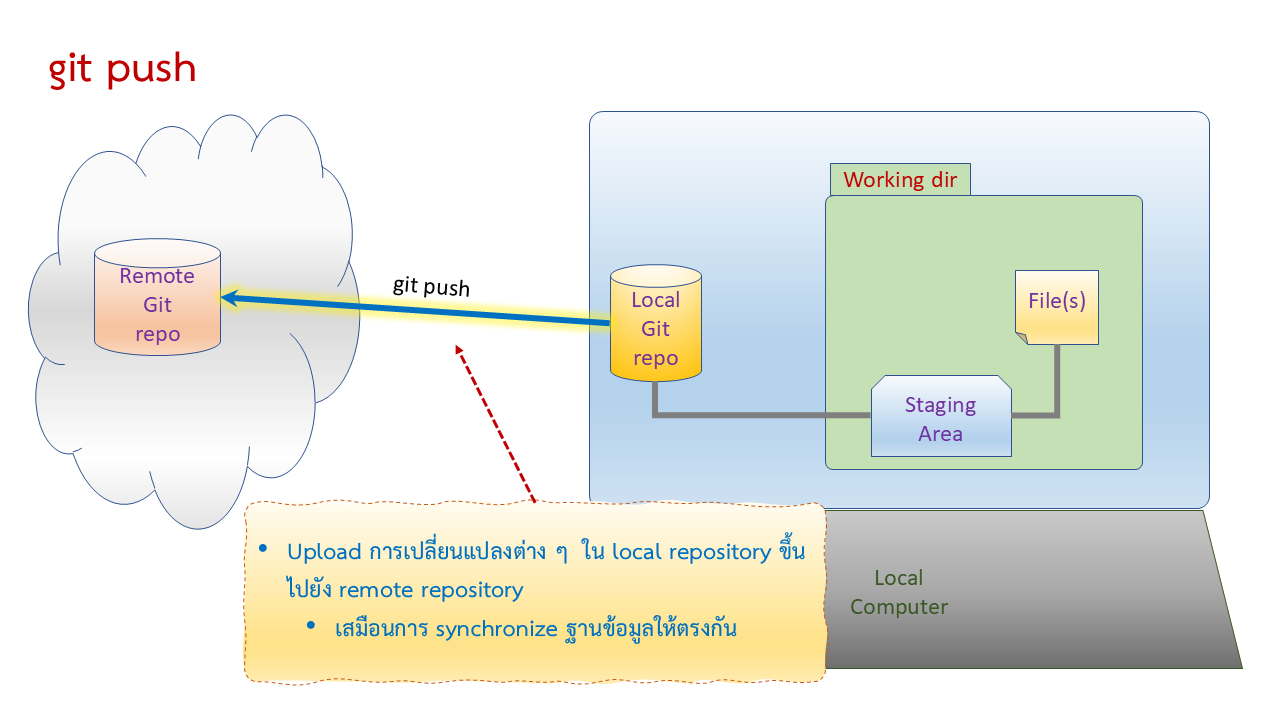 git push
Working dir
Remote
Git
repo
git push
Local
Git
repo
File(s)
Staging
Area
• Upload การเปลี่ยนแปลงต่าง ๆ ใน local repository ขึ้น
ไปยัง remote repository
• เสมือนการ synchronize ฐานข้อมูลให้ตรงกัน
Local
Computer